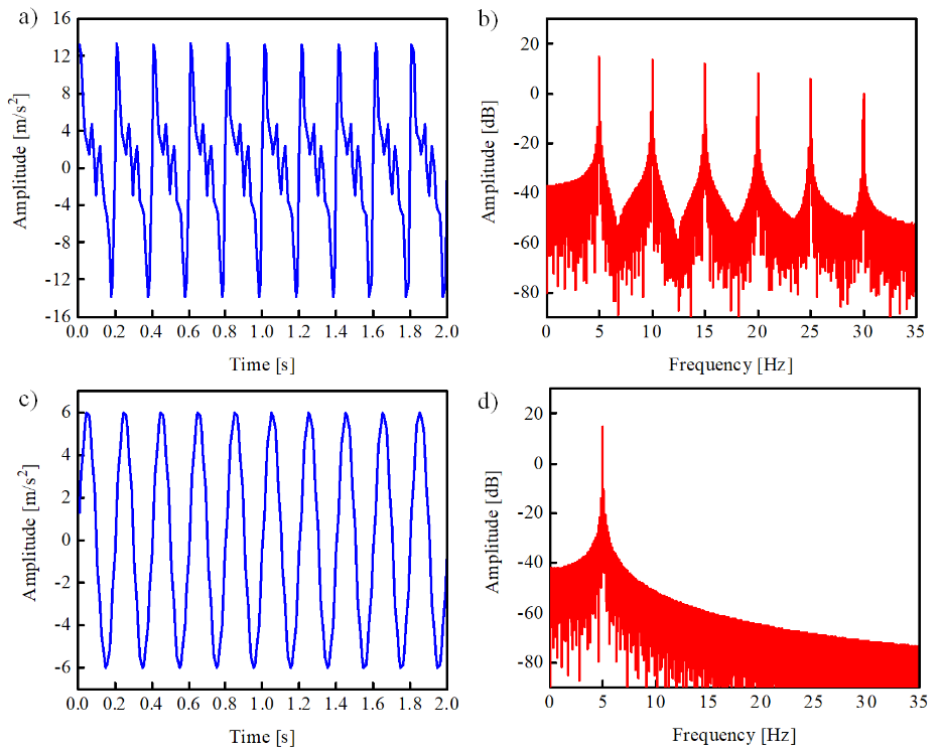 a)
16
12
8
4
0
-4
-8
-12
-16
Amplitude [m/s²]
0.0 0.2 0.4 0.6 0.8 1.0 1.2 1.4 1.6 1.8 2.0
Time [s]
b)
20
0
-20
-40
-60
-80
Amplitude [dB]
0 5 10 15 20 25 30 35
Frequency [Hz]
c)
6
4
2
0
-2
-4
-6
Amplitude [m/s²]
0.0 0.2 0.4 0.6 0.8 1.0 1.2 1.4 1.6 1.8 2.0
Time [s]
d)
20
0
-20
-40
-60
-80
Amplitude [dB]
0 5 10 15 20 25 30 35
Frequency [Hz]